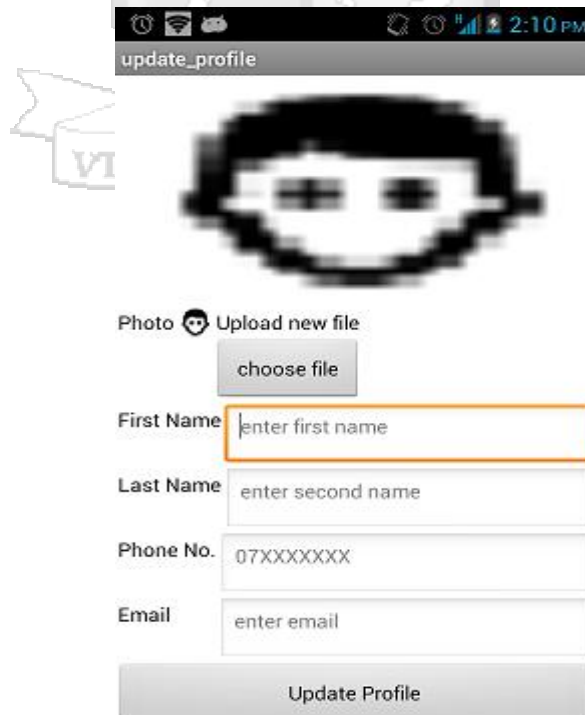 2:10 PM
update_profile
Photo Upload new file
choose file
First Name enter first name
Last Name enter second name
Phone No. 07XXXXXXX
Email enter email
Update Profile